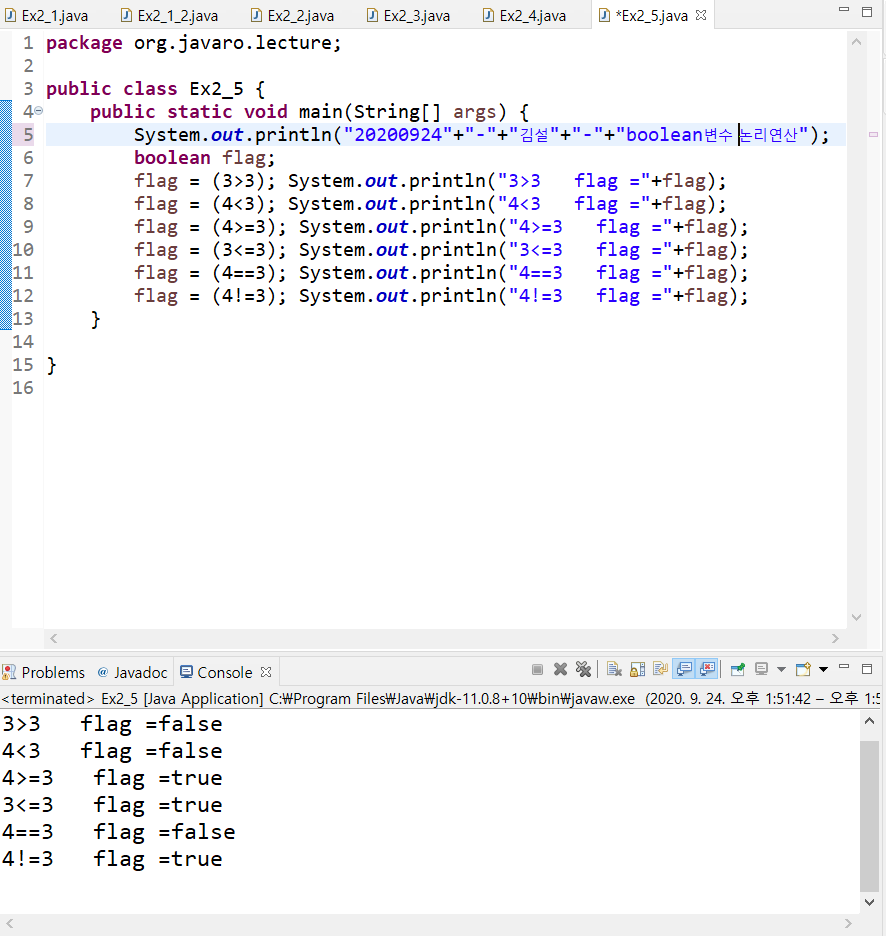 Ex2_1.java Ex2_1_2.java Ex2_2.java Ex2_3.java Ex2_4.java *Ex2_5.java
1 package org.javaro.lecture;
2
3 public class Ex2_5 {
4 public static void main(String[] args) {
5 System.out.println("20200924"+"-"+"김설"+"-"+"boolean변수 논리연산");
6 boolean flag;
7 flag = (3>3); System.out.println("3>3   flag ="+flag);
8 flag = (4<3); System.out.println("4<3   flag ="+flag);
9 flag = (4>=3); System.out.println("4>=3   flag ="+flag);
10 flag = (3<=3); System.out.println("3<=3   flag ="+flag);
11 flag = (4==3); System.out.println("4==3   flag ="+flag);
12 flag = (4!=3); System.out.println("4!=3   flag ="+flag);
13 }
14
15 }
16
Problems @ Javadoc Console
<terminated> Ex2_5 [Java Application] C:₩Program Files₩Java₩jdk-11.0.8+10₩bin₩javaw.exe (2020. 9. 24. 오후 1:51:42 – 오후 1:5
3>3   flag =false
4<3   flag =false
4>=3   flag =true
3<=3   flag =true
4==3   flag =false
4!=3   flag =true